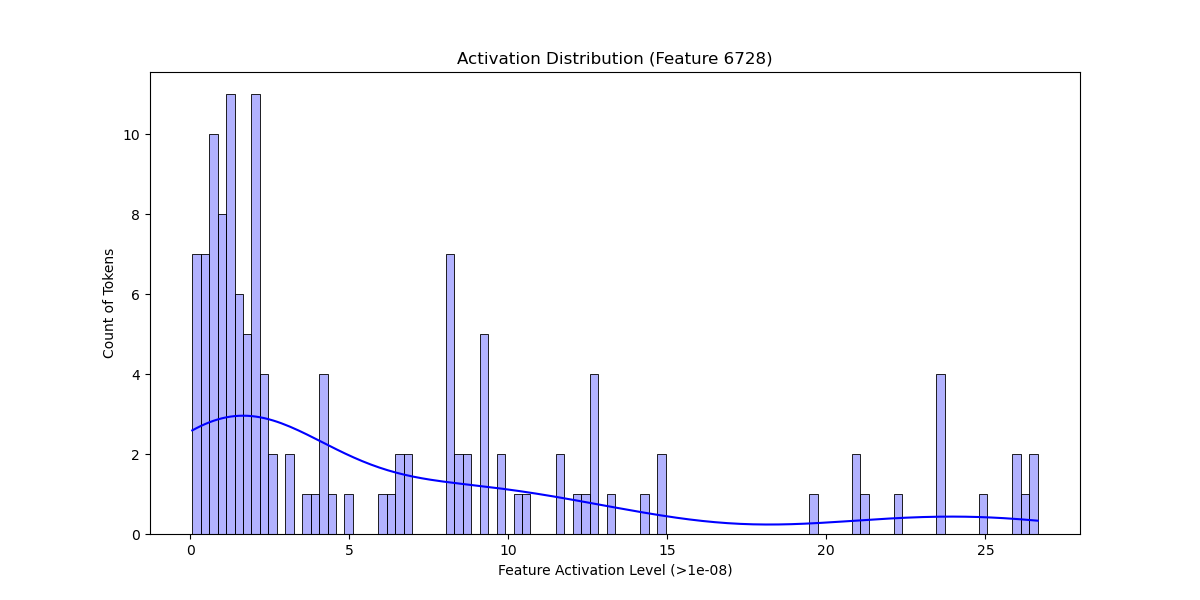 Activation Distribution (Feature 6728)
Count of Tokens
10
8
6
4
2
0
0 5 10 15 20 25
Feature Activation Level (>1e-08)